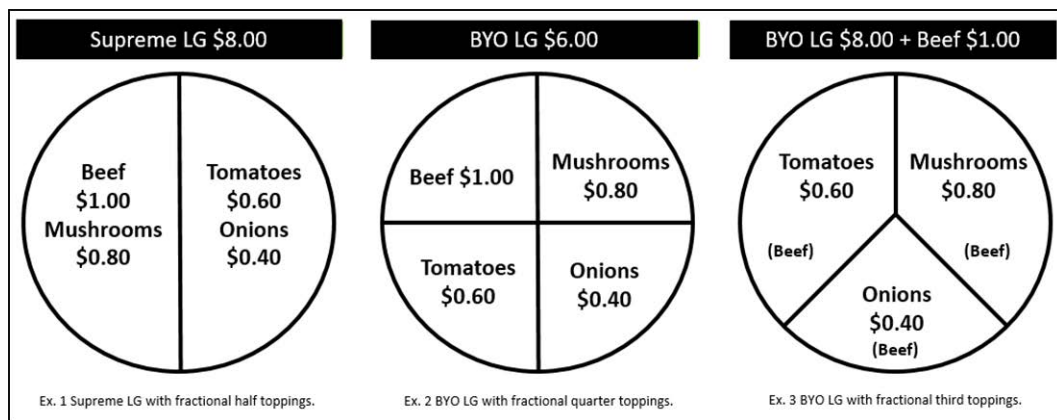 Supreme LG $8.00
Beef
$1.00
Mushrooms
$0.80
Tomatoes
$0.60
Onions
$0.40
Ex. 1 Supreme LG with fractional half toppings.
BYO LG $6.00
Beef $1.00
Mushrooms
$0.80
Tomatoes
$0.60
Onions
$0.40
Ex. 2 BYO LG with fractional quarter toppings.
BYO LG $8.00 + Beef $1.00
Tomatoes
$0.60
(Beef)
Mushrooms
$0.80
(Beef)
Onions
$0.40
(Beef)
Ex. 3 BYO LG with fractional third toppings.